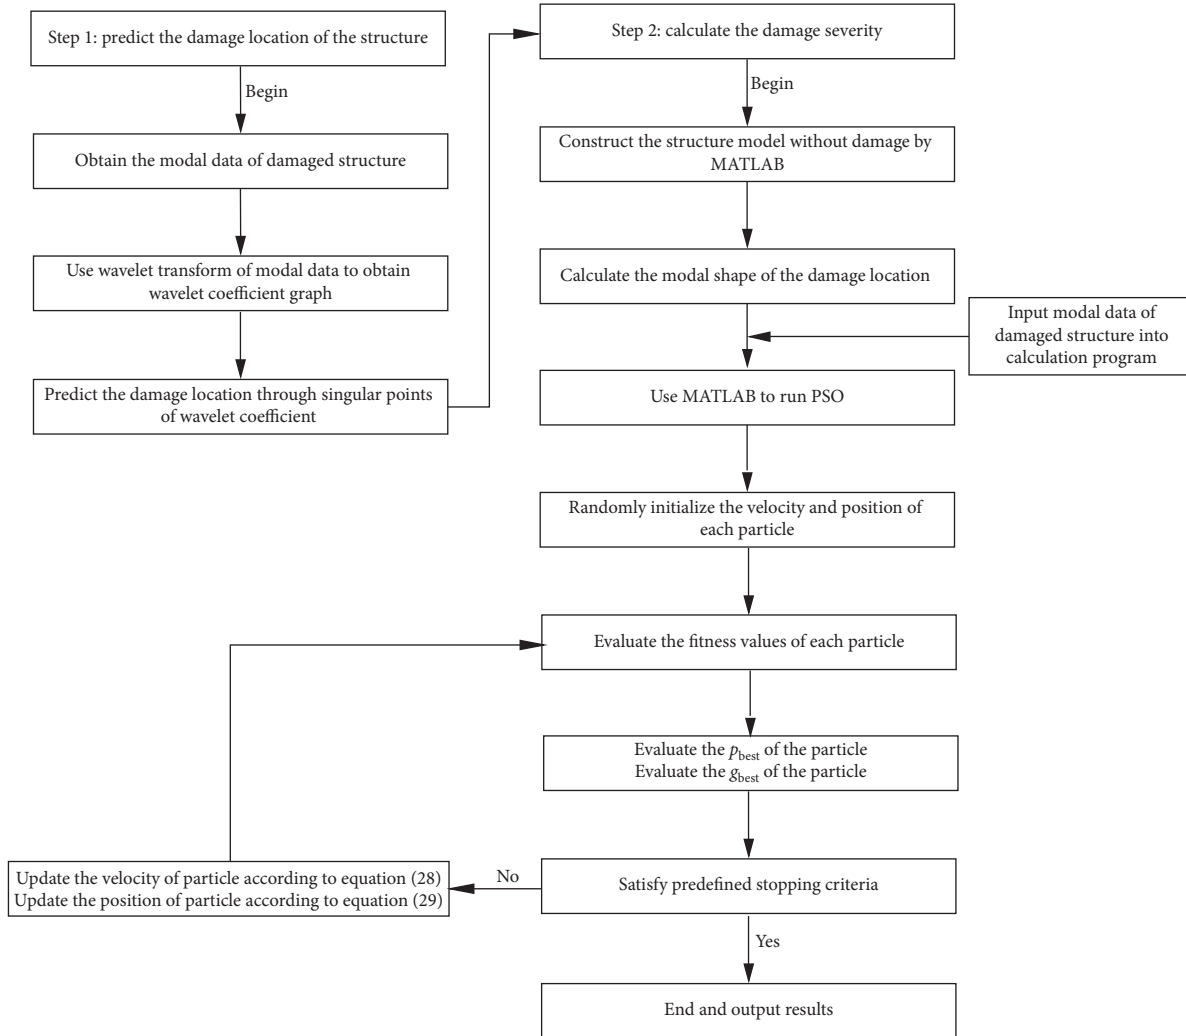 Step 1: predict the damage location of the structure
Begin
Obtain the modal data of damaged structure
Use wavelet transform of modal data to obtain
wavelet coefficient graph
Predict the damage location through singular points
of wavelet coefficient
Step 2: calculate the damage severity
Begin
Construct the structure model without damage by
MATLAB
Calculate the modal shape of the damage location
Input modal data of
damaged structure into
calculation program
Use MATLAB to run PSO
Randomly initialize the velocity and position of
each particle
Evaluate the fitness values of each particle
Evaluate the p_best of the particle
Evaluate the g_best of the particle
Satisfy predefined stopping criteria
No
Update the velocity of particle according to equation (28)
Update the position of particle according to equation (29)
Yes
End and output results